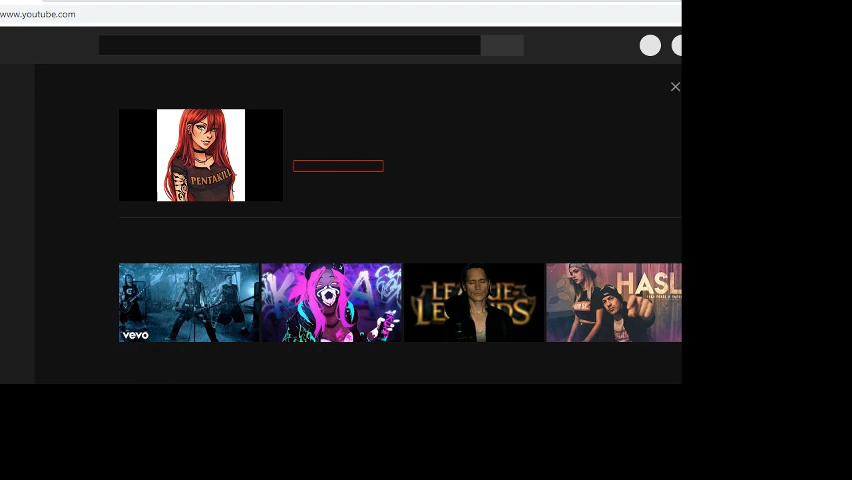 www.youtube.com
PENTAKILL
vevo
K A
LEAGUE
LEGENDS
HASL